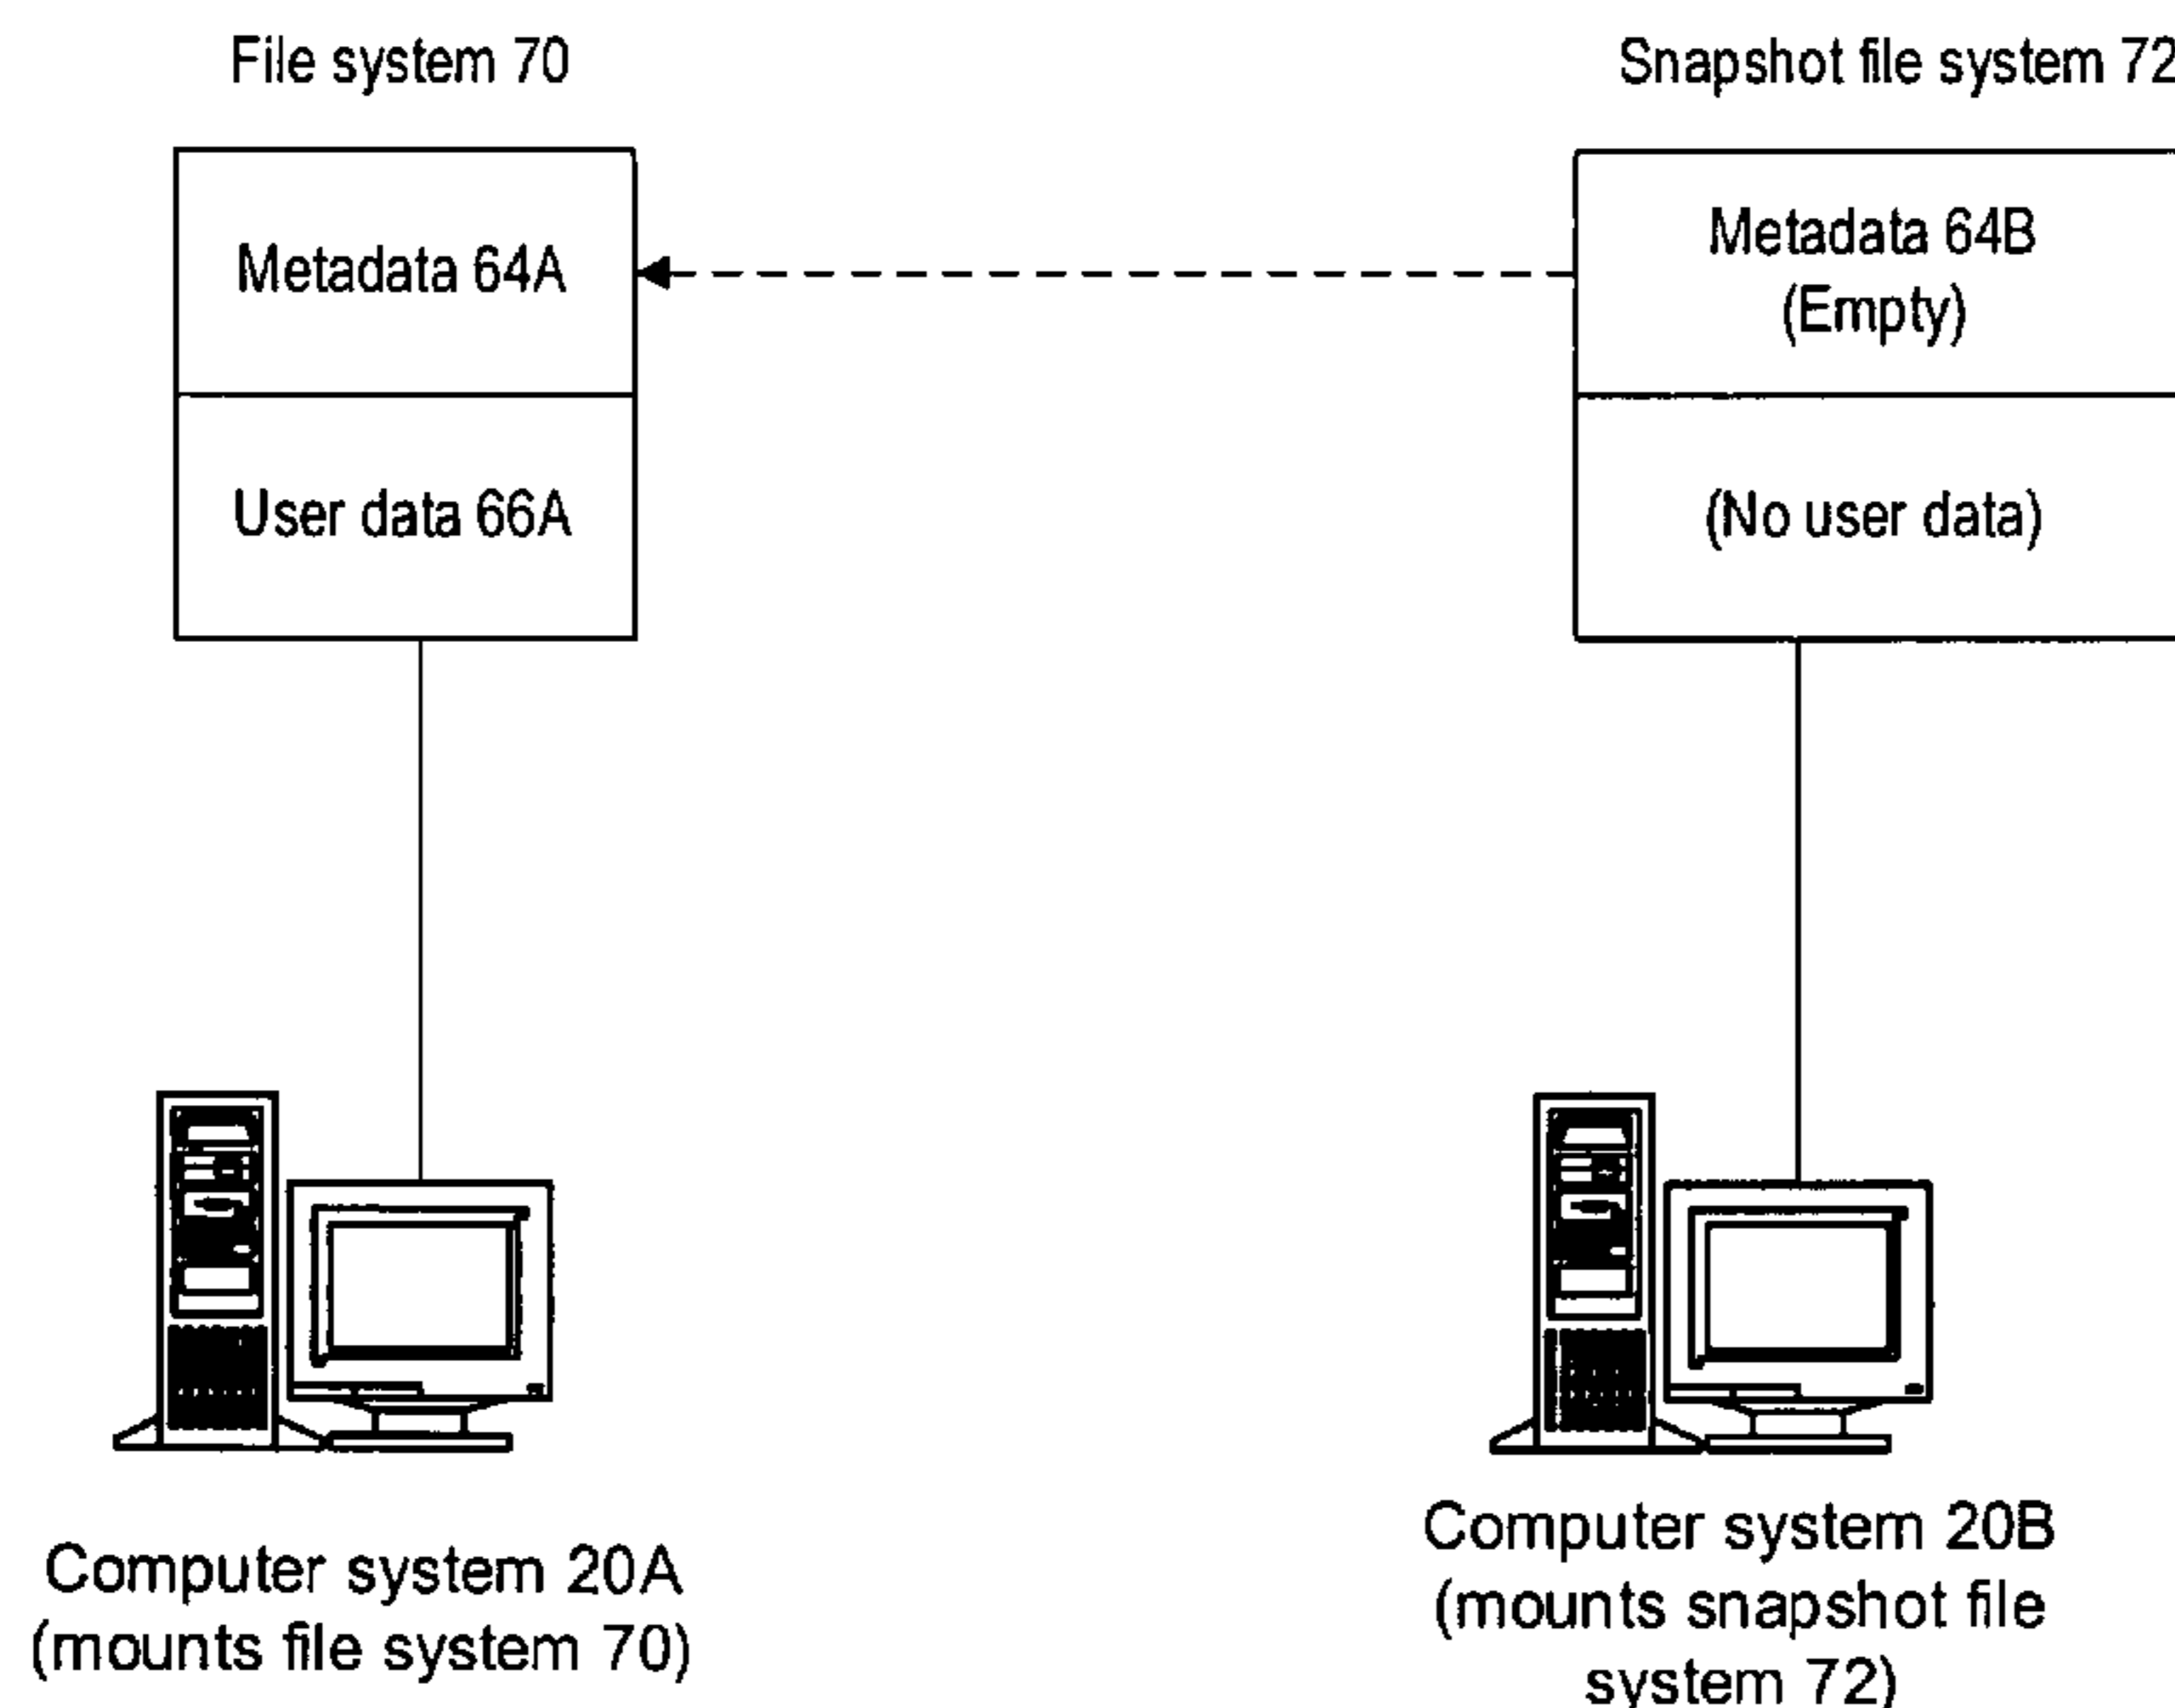 File system 70
Snapshot file system 72
Metadata 64A
Metadata 64B
(Empty)
User data 66A
(No user data)
Computer system 20A
(mounts file system 70)
Computer system 20B
(mounts snapshot file
system 72)